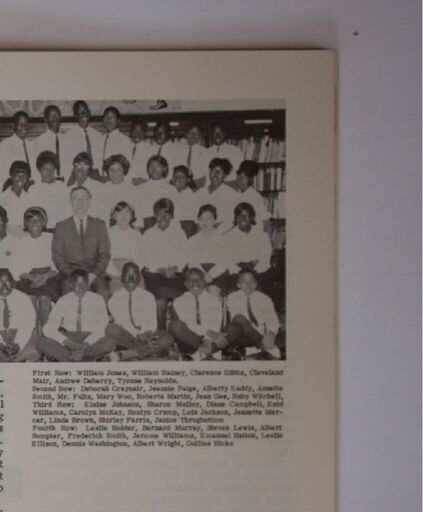 First Row: William Jones, William Rainey, Clarence Gibbs, Cleveland
Mair, Andrew Deberry, Tyrone Reynolds.
Second Row: Deborah Graynair, Jeannie Paige, Alberty Eaddy, Annette
Smith, Mr. Fultz, Mary Woo, Roberta Martin, Jean Gee, Ruby Witchell,
Third Row: Elaine Johnson, Sharon Malloy, Diane Campbell, Enid
Williams, Carolyn McKay, Roslyn Crump, Lois Jackson, Jeanette Mer-
cer, Linda Brown, Shirley Farris, Janice Throgbottom
Fourth Row: Leslie Holder, Bernard Murray, Steven Lewis, Albert
Sompter, Frederich Smith, Jerome Williams, Emanuel Hatton, Leslie
Ellison, Dennis Washington, Albert Wright, Collins Hicks